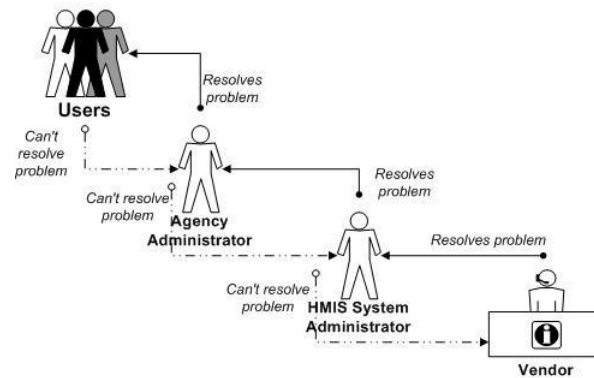 Resolves
problem
Users
Can't
resolve
problem
Resolves
problem
Can't resolve
problem
Agency
Administrator
Resolves problem
Can't resolve
problem
HMIS System
Administrator
i
Vendor